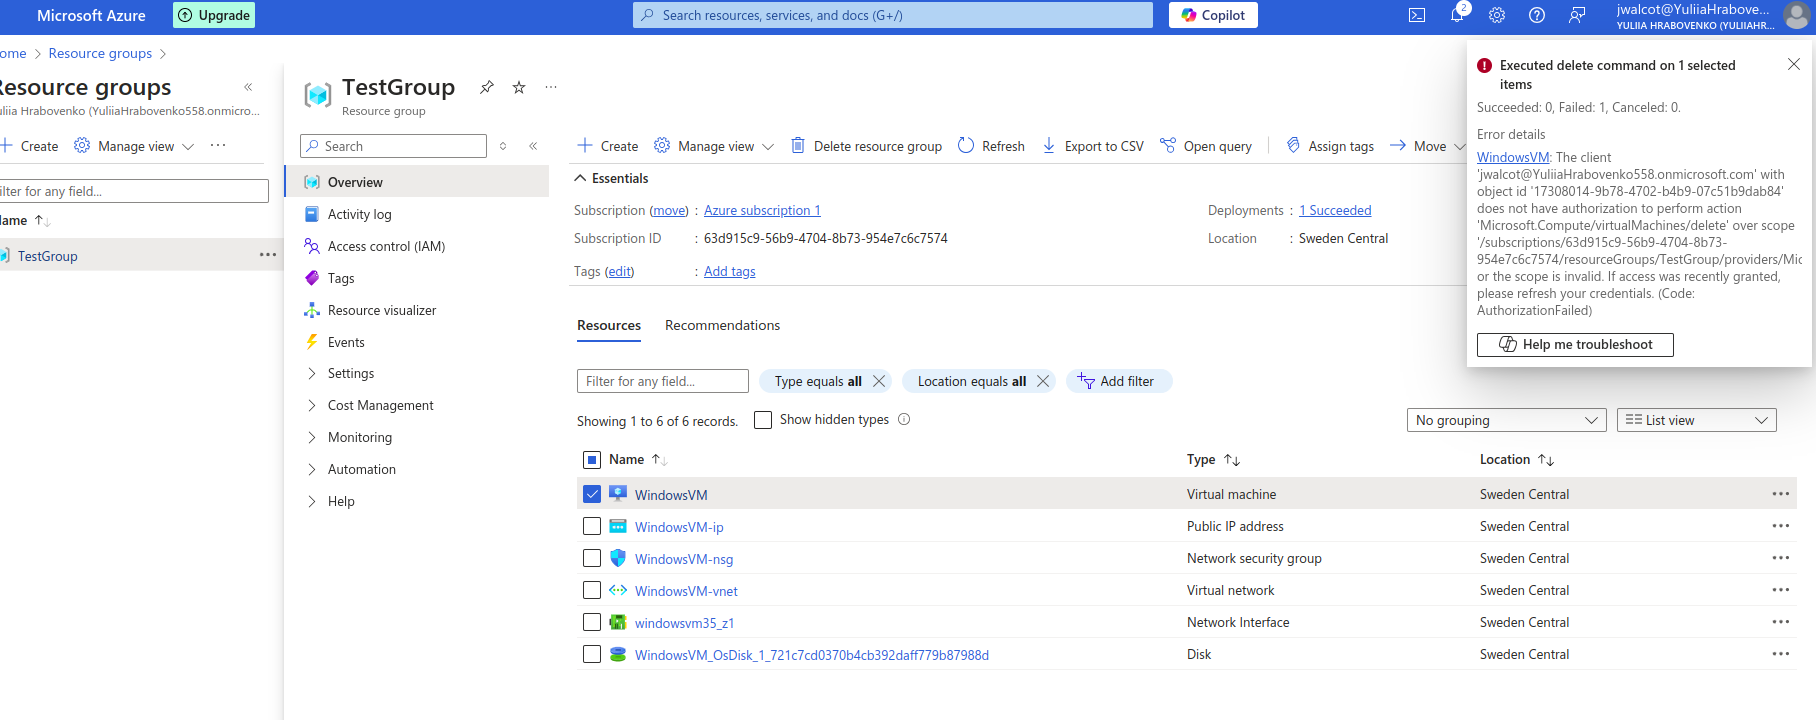 Microsoft Azure
Upgrade
Search resources, services, and docs (G+/)
Copilot
2
jwalcot@YuliiaHrabove...
YULIIA HRABOVENKO (YULIIAHR...
ome > Resource groups >
Resource groups
uliia Hrabovenko (YuliiaHrabovenko558.onmicro...
Create
Manage view
ilter for any field...
ame
TestGroup
TestGroup
Resource group
Search
Overview
Activity log
Access control (IAM)
Tags
Resource visualizer
Events
Settings
Cost Management
Monitoring
Automation
Help
Create
Manage view
Delete resource group
Refresh
Export to CSV
Open query
Assign tags
Move
Essentials
Subscription (move) : Azure subscription 1
Subscription ID : 63d915c9-56b9-4704-8b73-954e7c6c7574
Tags (edit) : Add tags
Deployments : 1 Succeeded
Location : Sweden Central
Resources
Recommendations
Filter for any field...
Type equals all
Location equals all
Add filter
Showing 1 to 6 of 6 records.
Show hidden types
No grouping
List view
Name Type Location
WindowsVM Virtual machine Sweden Central
WindowsVM-ip Public IP address Sweden Central
WindowsVM-nsg Network security group Sweden Central
WindowsVM-vnet Virtual network Sweden Central
windowsvm35_z1 Network Interface Sweden Central
WindowsVM_OsDisk_1_721c7cd0370b4cb392daff779b87988d Disk Sweden Central
Executed delete command on 1 selected
items
Succeeded: 0, Failed: 1, Canceled: 0.
Error details
WindowsVM: The client
'jwalcot@YuliiaHrabovenko558.onmicrosoft.com' with
object id '17308014-9b78-4702-b4b9-07c51b9dab84'
does not have authorization to perform action
'Microsoft.Compute/virtualMachines/delete' over scope
'/subscriptions/63d915c9-56b9-4704-8b73-
954e7c6c7574/resourceGroups/TestGroup/providers/Mic
or the scope is invalid. If access was recently granted,
please refresh your credentials. (Code:
AuthorizationFailed)
Help me troubleshoot